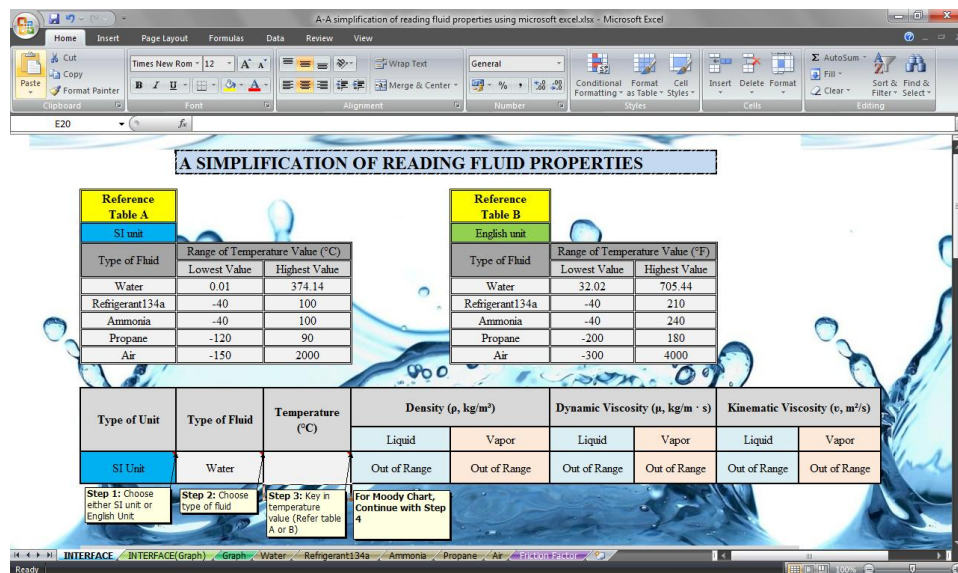 A-A simplification of reading fluid properties using microsoft excel.xlsx - Microsoft Excel
Home Insert Page Layout Formulas Data Review View
Cut Times New Rom 12 Wrap Text General Σ AutoSum
Copy Fill
Paste Format Painter Merge & Center Conditional Formatting as Table Format Cell Styles Insert Delete Format Clear Sort & Filter Find & Select
Clipboard Font Alignment Number Styles Cells Editing
E20 fx
A SIMPLIFICATION OF READING FLUID PROPERTIES
Reference Table A
SI unit
Type of Fluid Range of Temperature Value (°C)
Lowest Value Highest Value
Water 0.01 374.14
Refrigerant134a -40 100
Ammonia -40 100
Propane -120 90
Air -150 2000
Reference Table B
English unit
Type of Fluid Range of Temperature Value (°F)
Lowest Value Highest Value
Water 32.02 705.44
Refrigerant134a -40 210
Ammonia -40 240
Propane -200 180
Air -300 4000
Type of Unit Type of Fluid Temperature (°C) Density (ρ, kg/m³) Dynamic Viscosity (μ, kg/m · s) Kinematic Viscosity (υ, m²/s)
Liquid Vapor Liquid Vapor Liquid Vapor
SI Unit Water Out of Range Out of Range Out of Range Out of Range Out of Range Out of Range
Step 1: Choose
either SI unit or
English Unit
Step 2: Choose
type of fluid
Step 3: Key in
temperature
value (Refer table
A or B)
For Moody Chart,
Continue with Step
4
INTERFACE INTERFACE(Graph) Graph Water Refrigerant134a Ammonia Propane Air Friction Factor
Ready 100%